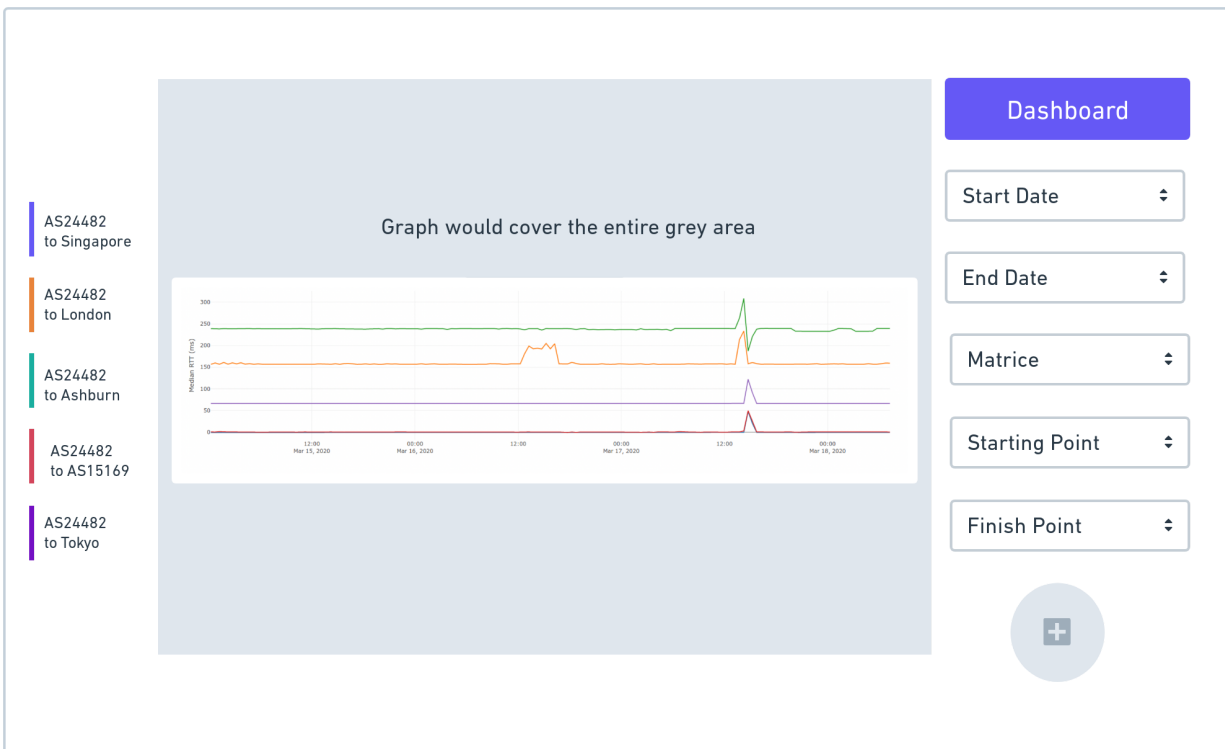 Dashboard
Graph would cover the entire grey area
AS24482
to Singapore
AS24482
to London
AS24482
to Ashburn
AS24482
to AS15169
AS24482
to Tokyo
Median RTT (ms)
300
250
200
150
100
50
0
12:00
Mar 15, 2020
00:00
Mar 16, 2020
12:00
00:00
Mar 17, 2020
12:00
00:00
Mar 18, 2020
Start Date
End Date
Matrice
Starting Point
Finish Point